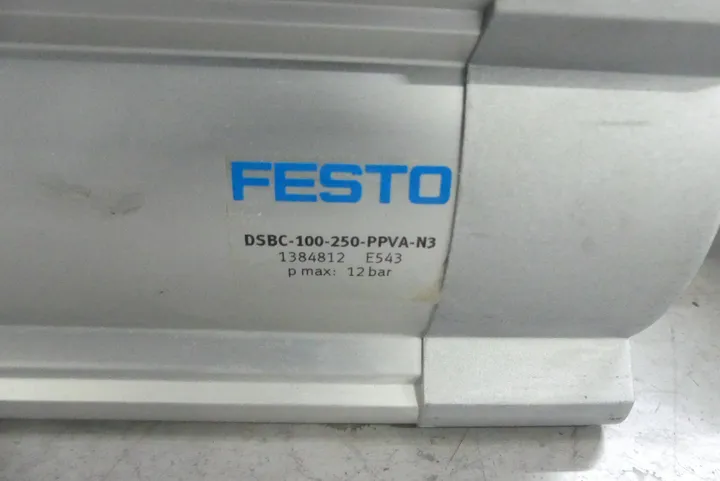 FESTO
DSBC-100-250-PPVA-N3
1384812 E543
p max: 12 bar